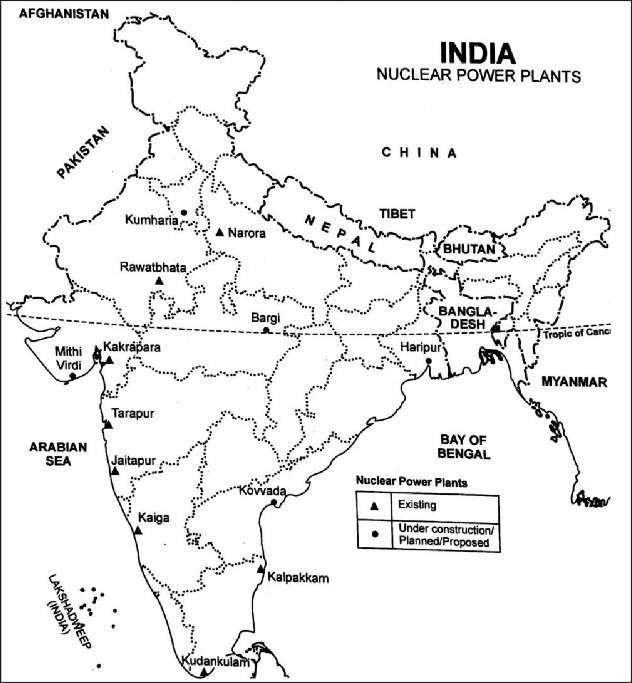 AFGHANISTAN
INDIA
NUCLEAR POWER PLANTS
PAKISTAN
CHINA
TIBET
NEPAL
BHUTAN
Kumharia
Narora
Rawatbhata
Bargi
BANGLA-
DESH
Tropic of Canc
Mithi
Virdi
Kakrapara
Haripur
MYANMAR
Tarapur
ARABIAN
SEA
BAY OF
BENGAL
Jaitapur
Nuclear Power Plants
Existing
Under construction/
Planned/Proposed
Kovvada
Kaiga
Kalpakkam
LAKSHADWEEP
(INDIA)
Kudankulam